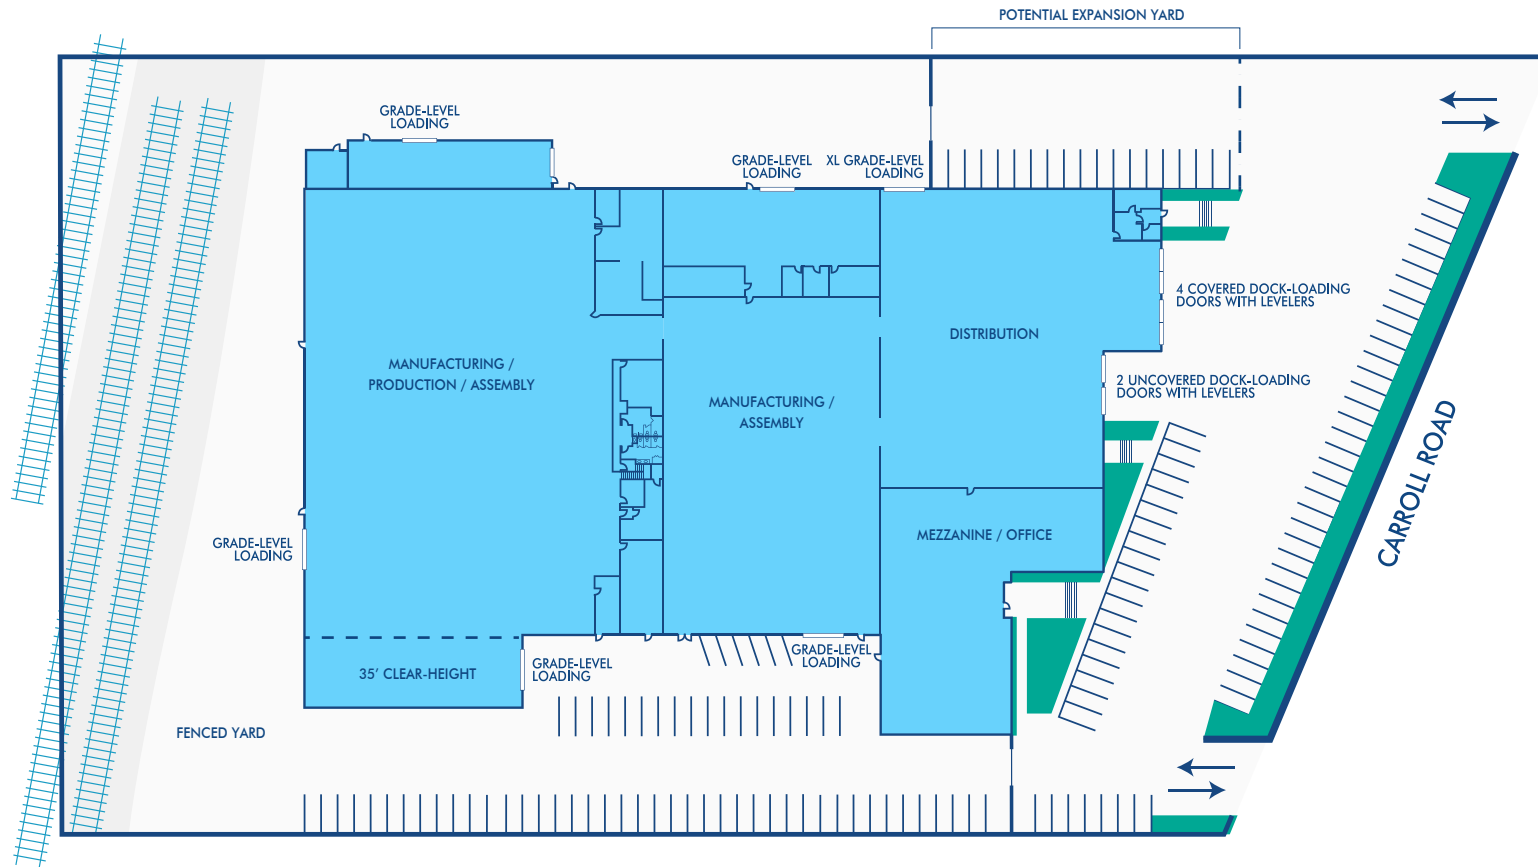 POTENTIAL EXPANSION YARD
GRADE-LEVEL
LOADING
GRADE-LEVEL
LOADING
XL GRADE-LEVEL
LOADING
4 COVERED DOCK-LOADING
DOORS WITH LEVELERS
DISTRIBUTION
MANUFACTURING /
PRODUCTION / ASSEMBLY
2 UNCOVERED DOCK-LOADING
DOORS WITH LEVELERS
MANUFACTURING /
ASSEMBLY
CARROLL ROAD
MEZZANINE / OFFICE
GRADE-LEVEL
LOADING
GRADE-LEVEL
LOADING
GRADE-LEVEL
LOADING
35' CLEAR-HEIGHT
FENCED YARD